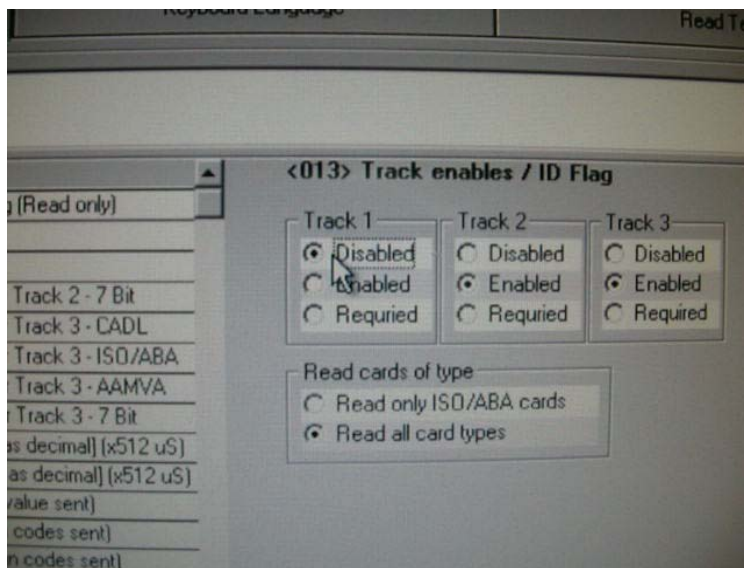 Keyboard Language
Read
<013> Track enables / ID Flag
(Read only)
Track 2 - 7 Bit
Track 3 - CADL
Track 3 - ISO/ABA
Track 3 - AAMVA
Track 3 - 7 Bit
as decimal] (x512 uS)
as decimal] (x512 uS)
value sent)
codes sent)
codes sent)
Track 1
Disabled
Enabled
Requried
Track 2
Disabled
Enabled
Requried
Track 3
Disabled
Enabled
Required
Read cards of type
Read only ISO/ABA cards
Read all card types